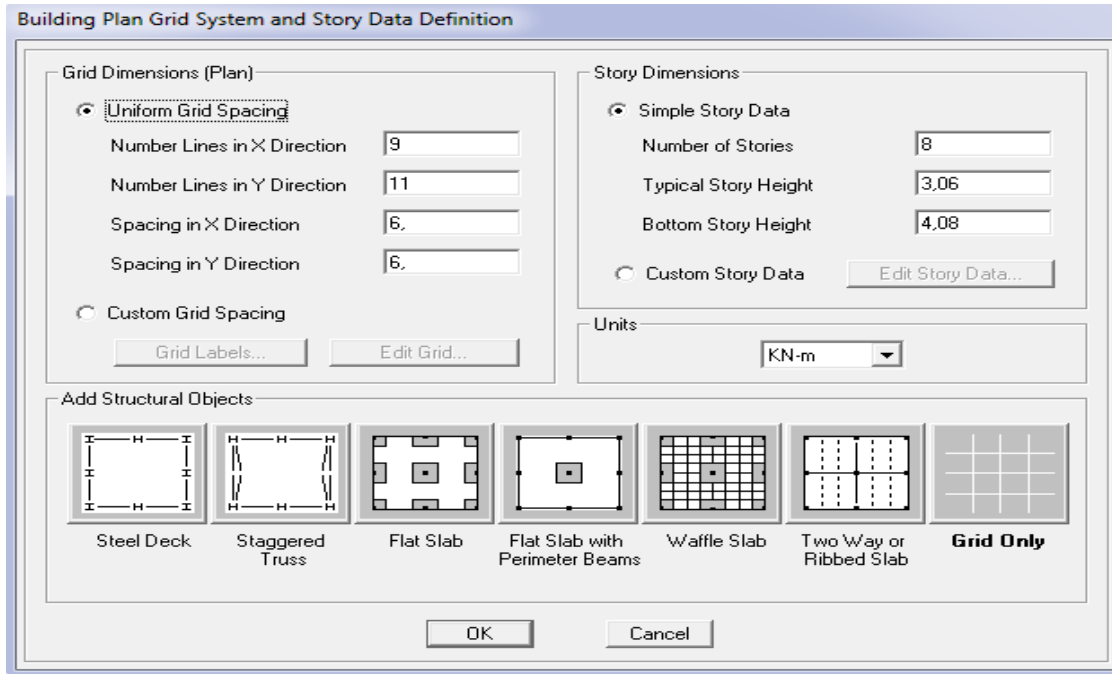 Building Plan Grid System and Story Data Definition
Grid Dimensions (Plan)
Uniform Grid Spacing
Number Lines in X Direction 9
Number Lines in Y Direction 11
Spacing in X Direction 6,
Spacing in Y Direction 6,
Custom Grid Spacing
Grid Labels... Edit Grid...
Story Dimensions
Simple Story Data
Number of Stories 8
Typical Story Height 3,06
Bottom Story Height 4,08
Custom Story Data Edit Story Data...
Units
KN-m
Add Structural Objects
Steel Deck
Staggered
Truss
Flat Slab
Flat Slab with
Perimeter Beams
Waffle Slab
Two Way or
Ribbed Slab
Grid Only
OK Cancel